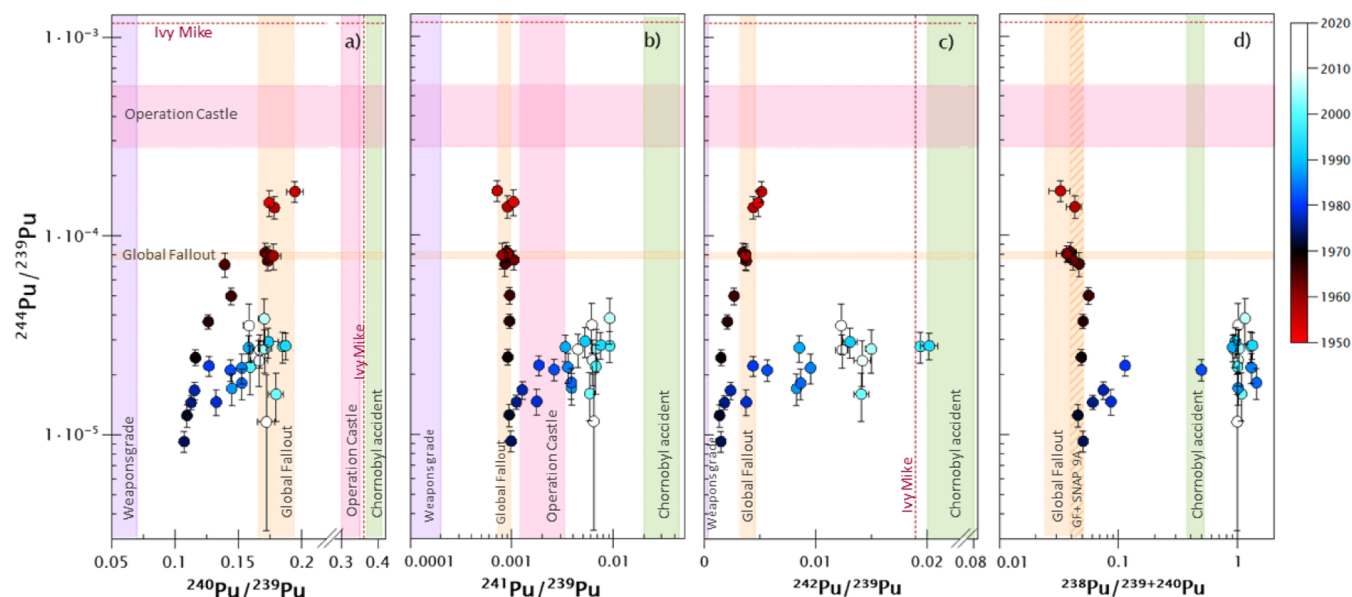 Ivy Mike
a)
b)
c)
d)
1·10⁻³
Operation Castle
Global Fallout
1·10⁻⁴
1·10⁻⁵
²⁴⁴Pu/²³⁹Pu
Weaponsgrade
Global Fallout
Operation Castle
Ivy Mike
Chornobyl accident
Weaponsgrade
Global Fallout
Operation Castle
Chornobyl accident
Weaponsgrade
Global Fallout
Ivy Mike
Chornobyl accident
Global Fallout
GF+ SNAP 9A
Chornobyl accident
0.05 0.1 0.15 0.2 0.3 0.4
0.0001 0.001 0.01
0 0.01 0.02 0.08
0.01 0.1 1
²⁴⁰Pu/²³⁹Pu
²⁴¹Pu/²³⁹Pu
²⁴²Pu/²³⁹Pu
²³⁸Pu/²³⁹⁺²⁴⁰Pu
2020
2010
2000
1990
1980
1970
1960
1950